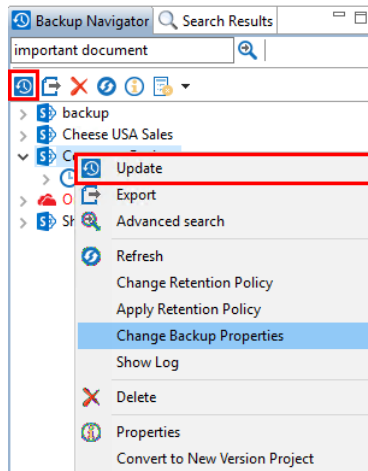 Backup Navigator Search Results
important document
backup
Cheese USA Sales
Update
Export
Advanced search
Refresh
Change Retention Policy
Apply Retention Policy
Change Backup Properties
Show Log
Delete
Properties
Convert to New Version Project